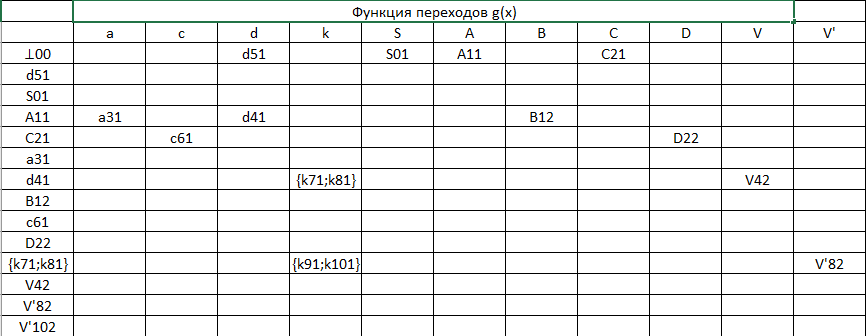 Функция переходов g(x)
a c d k S A B C D V V'
⊥00 d51 S01 A11 C21
d51
S01
A11 a31 d41 B12
C21 c61 D22
a31
d41 {k71;k81} V42
B12
c61
D22
{k71;k81} {k91;k101} V'82
V42
V'82
V'102